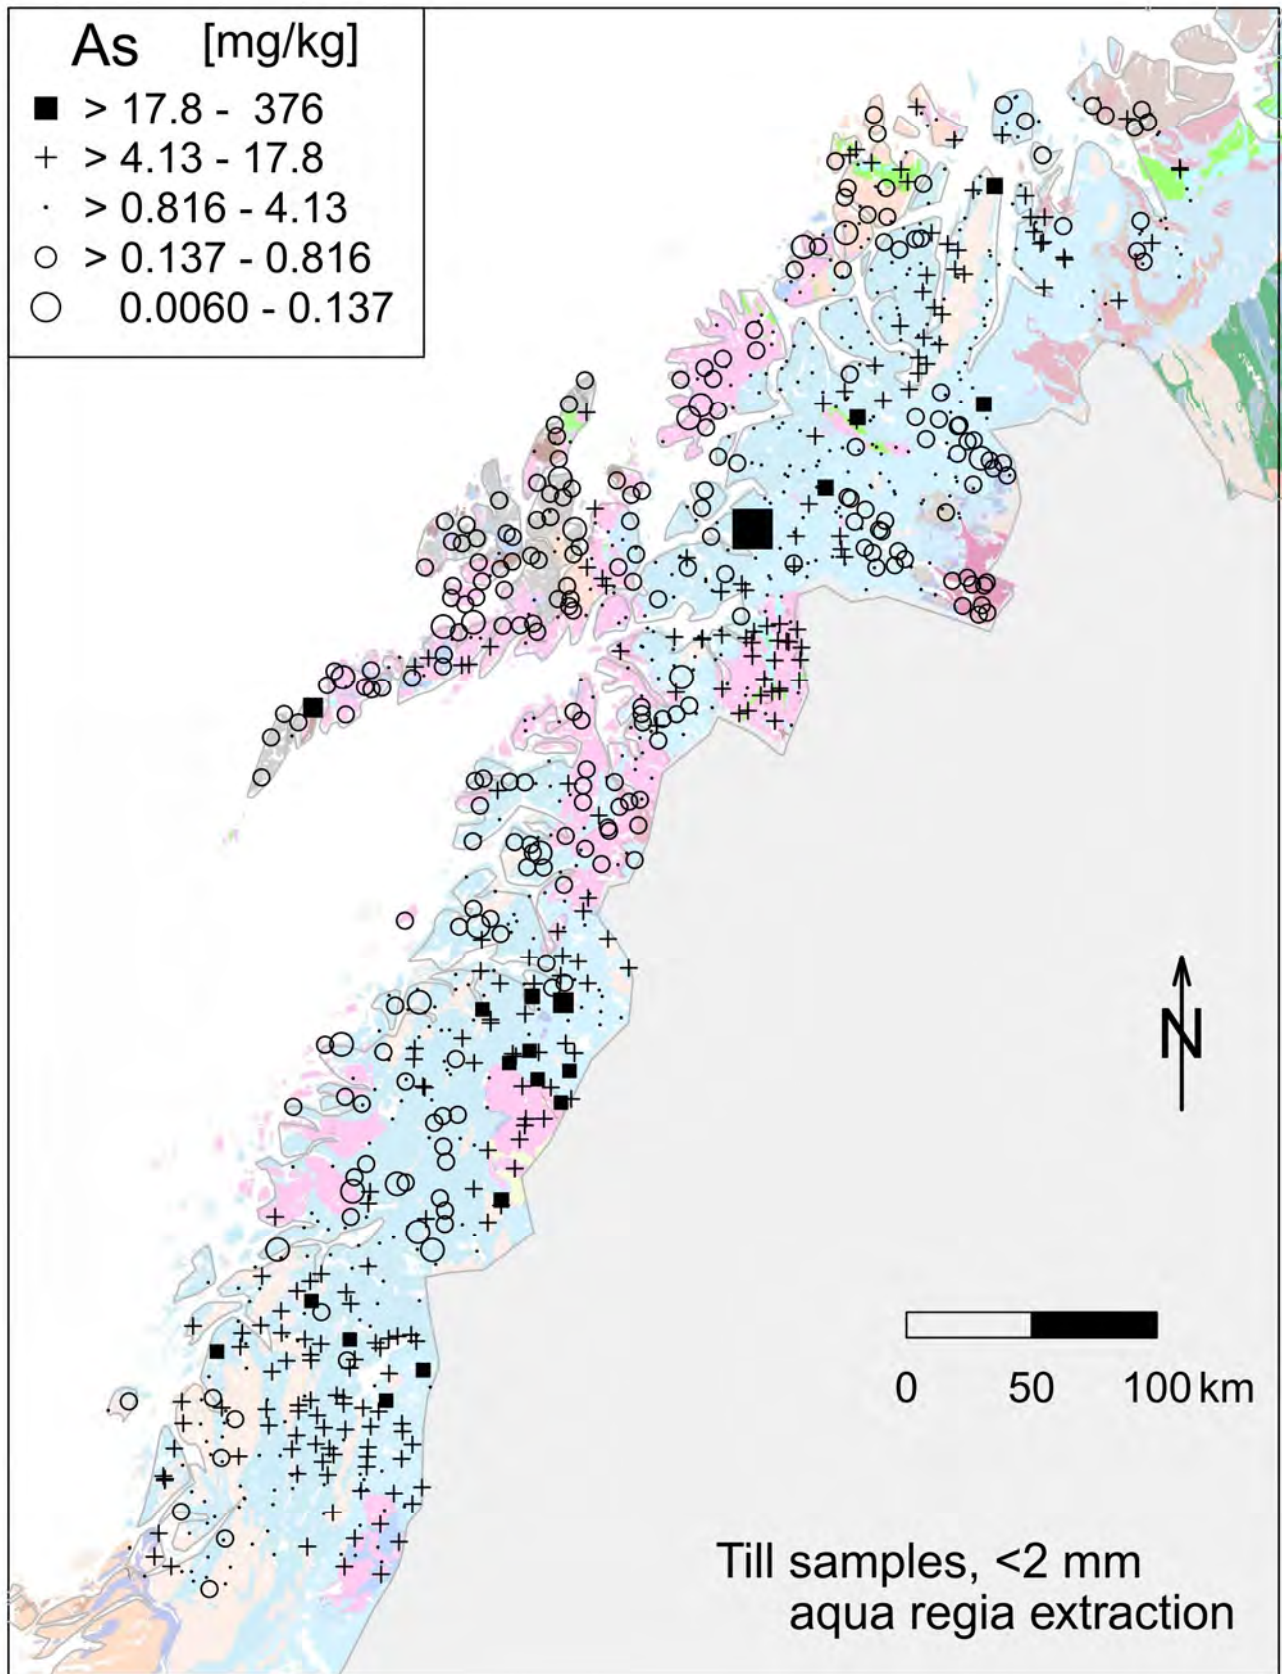 As [mg/kg]
> 17.8 - 376
> 4.13 - 17.8
> 0.816 - 4.13
> 0.137 - 0.816
0.0060 - 0.137
N
0 50 100 km
Till samples, <2 mm
aqua regia extraction